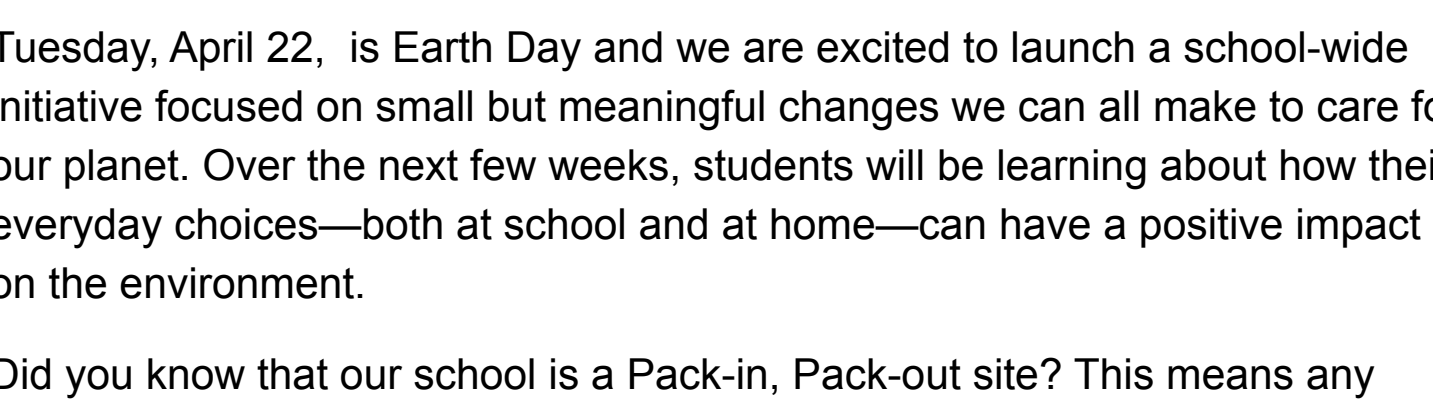 Tuesday, April 22,  is Earth Day and we are excited to launch a school-wide
initiative focused on small but meaningful changes we can all make to care fo
our planet. Over the next few weeks, students will be learning about how thei
everyday choices—both at school and at home—can have a positive impact
on the environment.
Did you know that our school is a Pack-in, Pack-out site? This means any